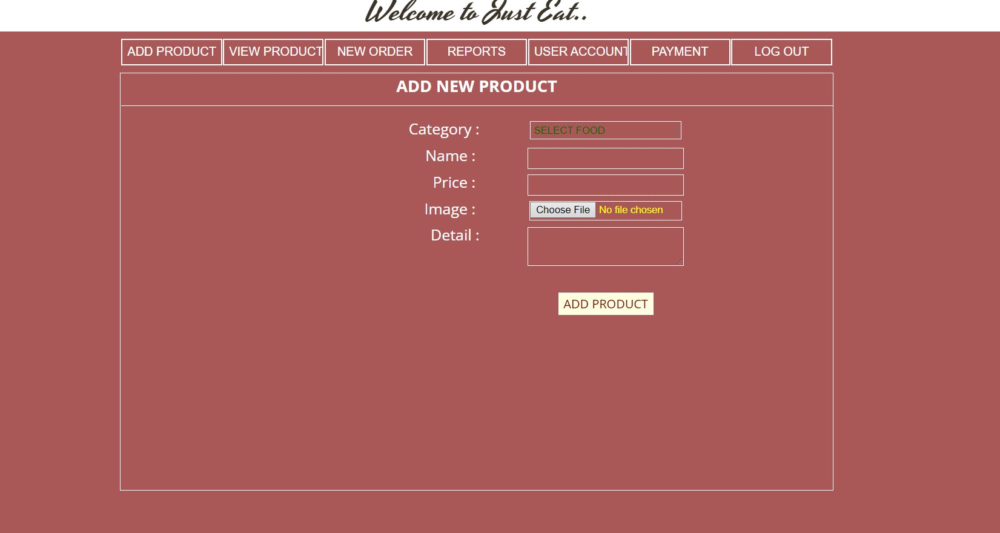 Welcome to Just Eat..
ADD PRODUCT VIEW PRODUCT NEW ORDER REPORTS USER ACCOUNT PAYMENT LOG OUT
ADD NEW PRODUCT
Category : SELECT FOOD
Name :
Price :
Image : Choose File No file chosen
Detail :
ADD PRODUCT